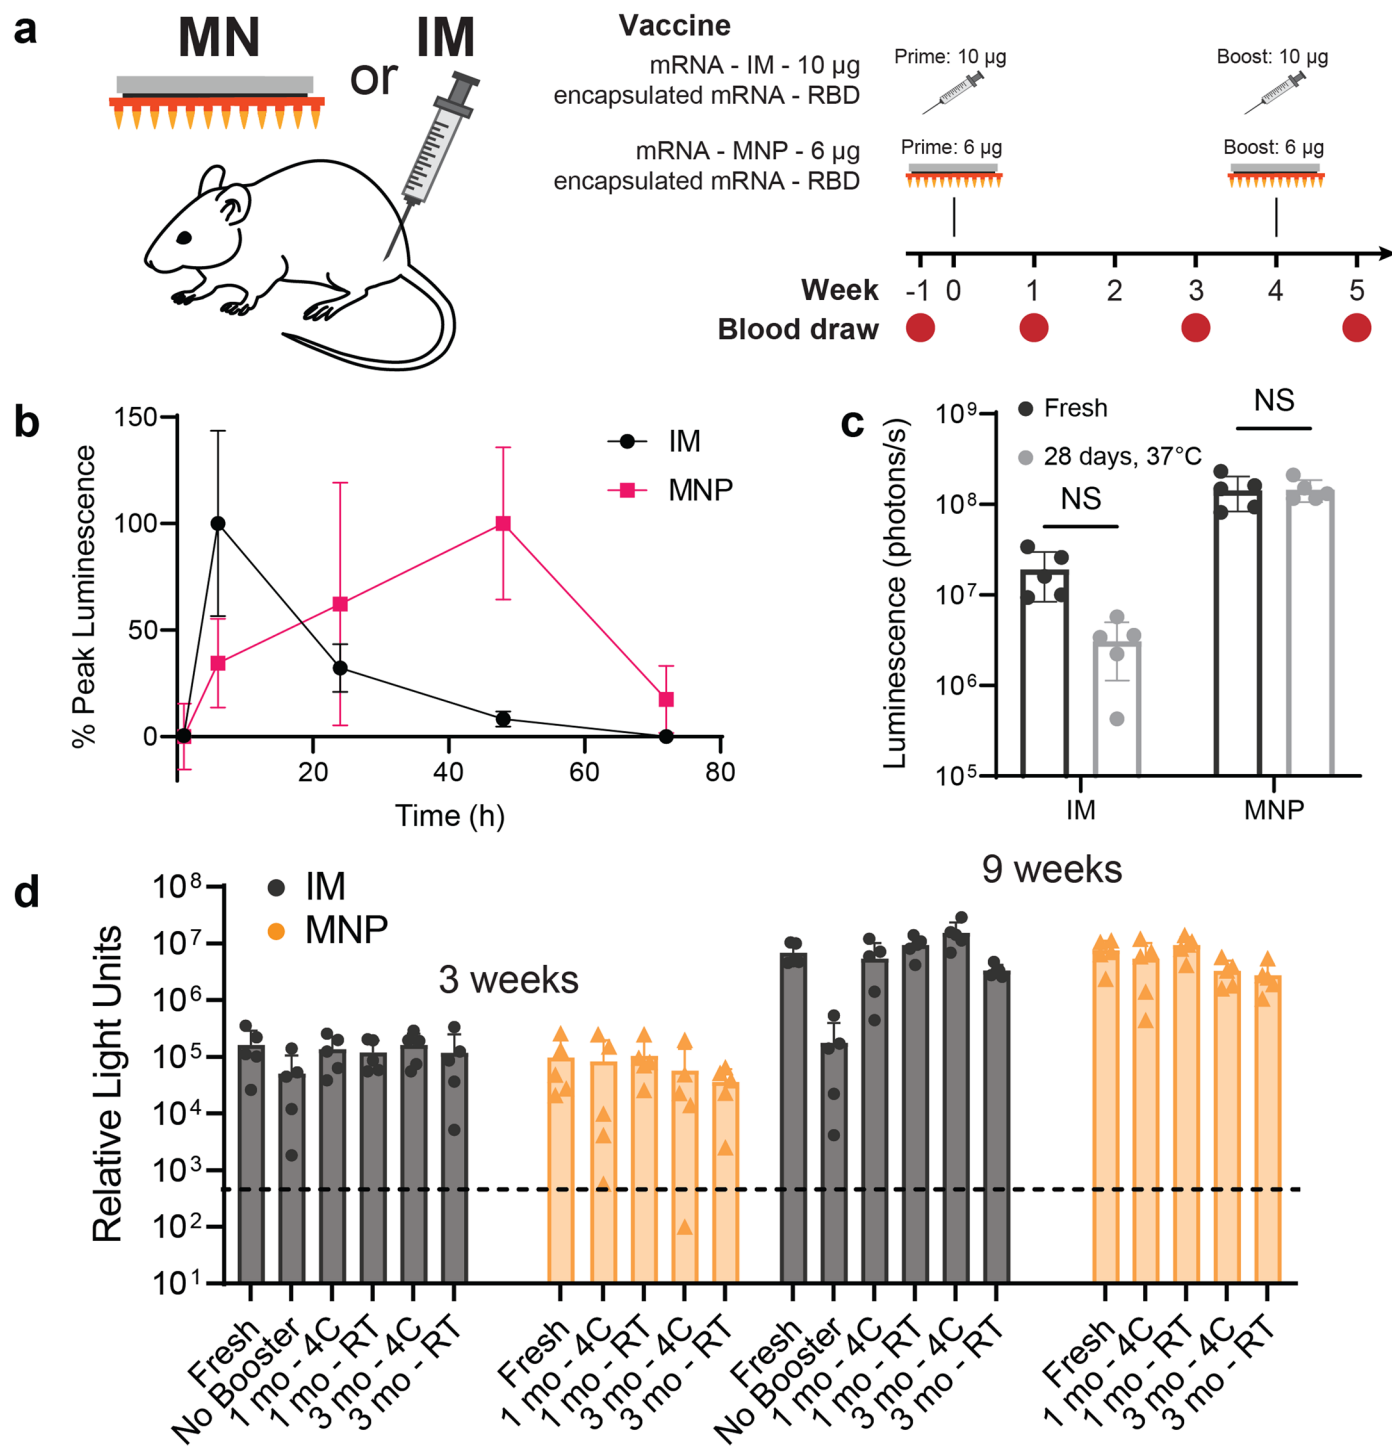 a
MN
or
IM
Vaccine
mRNA - IM - 10 µg
encapsulated mRNA - RBD
mRNA - MNP - 6 µg
encapsulated mRNA - RBD
Prime: 10 µg
Boost: 10 µg
Prime: 6 µg
Boost: 6 µg
Week
-1 0 1 2 3 4 5
Blood draw
b
% Peak Luminescence
150
100
50
0
20 40 60 80
Time (h)
IM
MNP
c
Luminescence (photons/s)
10⁹
10⁸
10⁷
10⁶
10⁵
Fresh
28 days, 37°C
NS
NS
IM
MNP
d
Relative Light Units
10⁸
10⁷
10⁶
10⁵
10⁴
10³
10²
10¹
IM
MNP
3 weeks
9 weeks
Fresh
No Booster
1 mo - 4C
1 mo - RT
3 mo - 4C
3 mo - RT
Fresh
1 mo - 4C
1 mo - RT
3 mo - 4C
3 mo - RT
Fresh
No Booster
1 mo - 4C
1 mo - RT
3 mo - 4C
3 mo - RT
Fresh
1 mo - 4C
1 mo - RT
3 mo - 4C
3 mo - RT